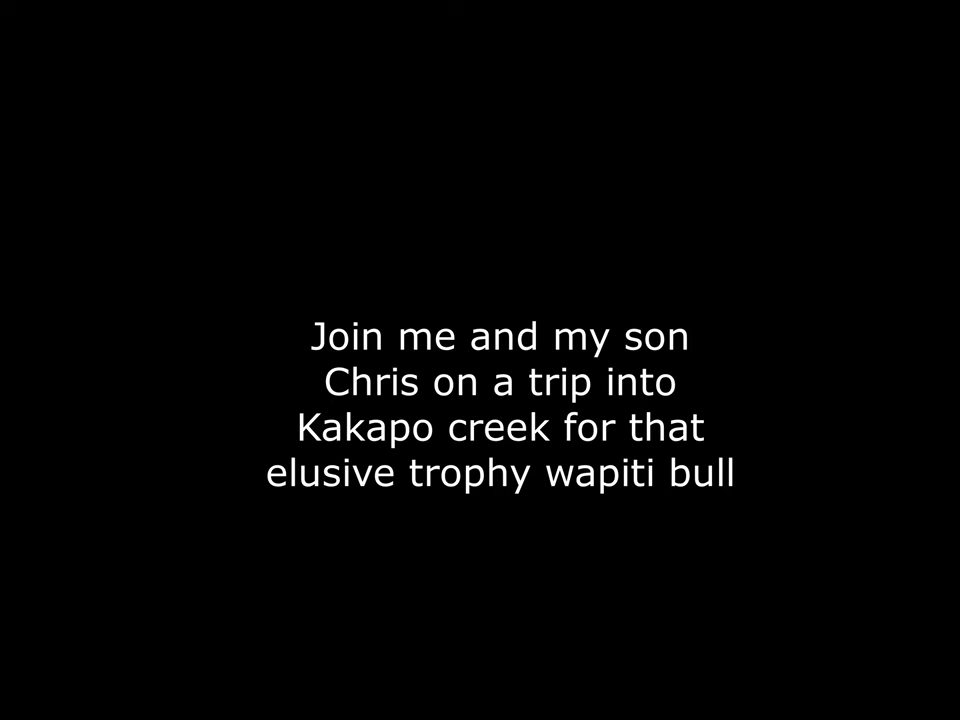 Join me and my son
Chris on a trip into
Kakapo creek for that
elusive trophy wapiti bull